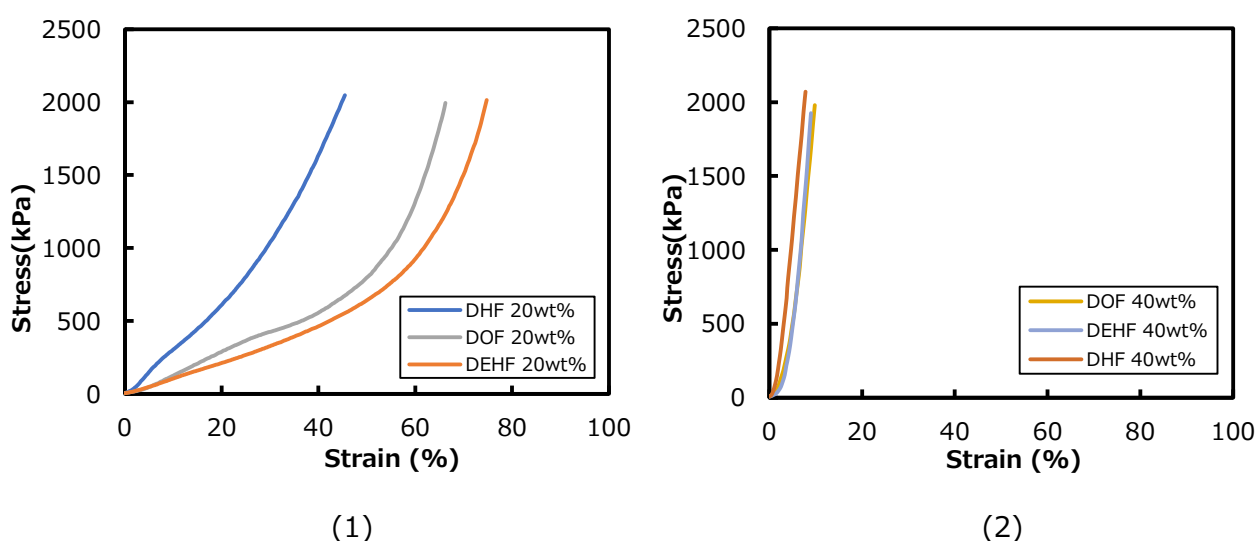 2500
2000
1500
1000
500
0
Stress(kPa)
DHF 20wt%
DOF 20wt%
DEHF 20wt%
0 20 40 60 80 100
Strain (%)
(1)
2500
2000
1500
1000
500
0
Stress(kPa)
DOF 40wt%
DEHF 40wt%
DHF 40wt%
0 20 40 60 80 100
Strain (%)
(2)